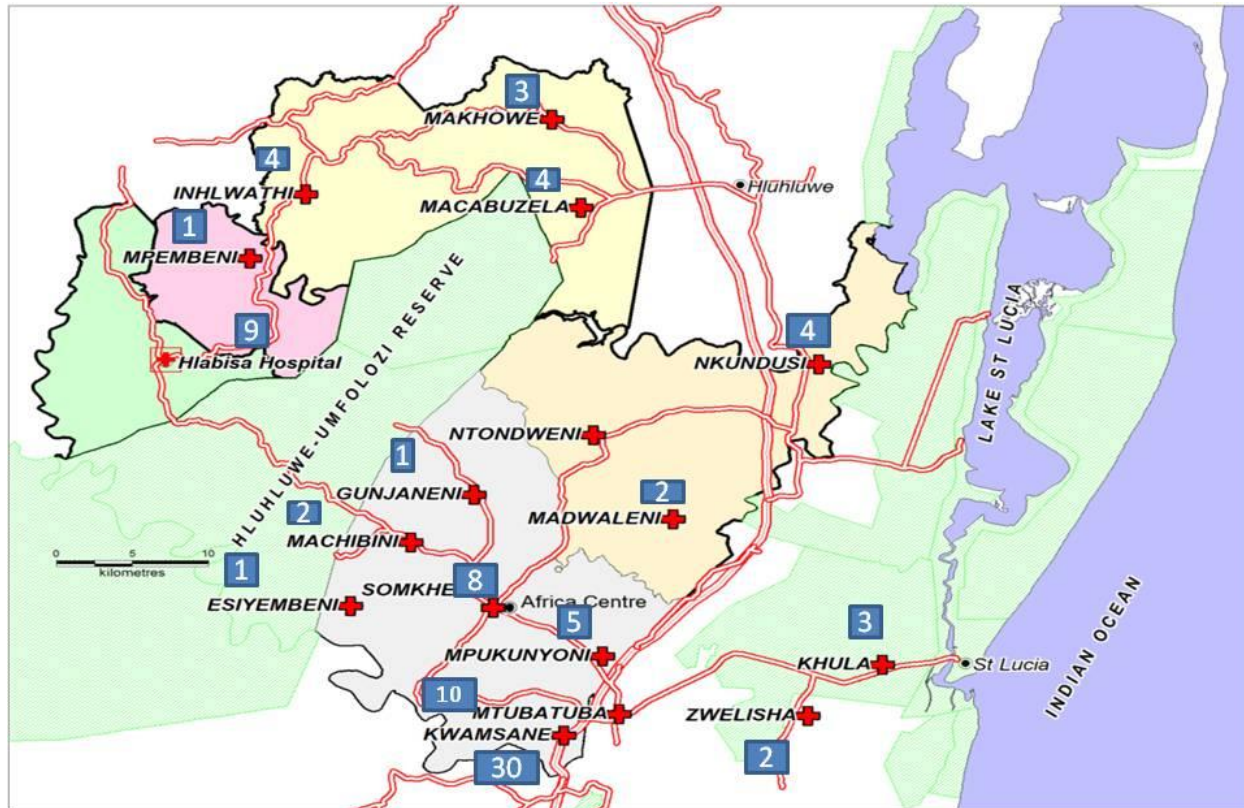 3
MAKHOWE
4
INHLWATHI
4
MACABUZELA
Hluhluwe
1
MPEMBENI
9
Hlabisa Hospital
HLUHLUWE-UMFOLOZI RESERVE
4
NKUNDUSI
LAKE ST LUCIA
NTONDWENI
1
GUNJANENI
2
MADWALENI
2
MACHIBINI
0 5 10
kilometres
1
ESIYEMBENI
8
SOMKHE
Africa Centre
5
MPUKUNYONI
3
KHULA
St Lucia
INDIAN OCEAN
10
MTUBATUBA
KWAMSANE
30
ZWELISHA
2